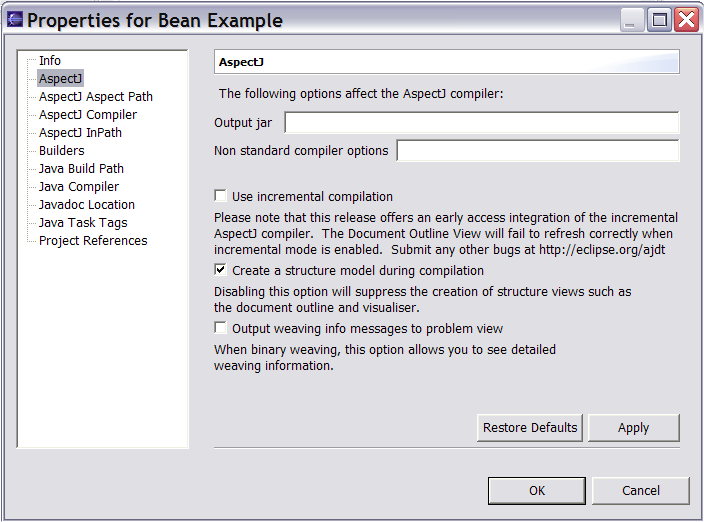 Properties for Bean Example
Info
AspectJ
AspectJ Aspect Path
AspectJ Compiler
AspectJ InPath
Builders
Java Build Path
Java Compiler
Javadoc Location
Java Task Tags
Project References
AspectJ
The following options affect the AspectJ compiler:
Output jar
Non standard compiler options
Use incremental compilation
Please note that this release offers an early access integration of the incremental
AspectJ compiler.  The Document Outline View will fail to refresh correctly when
incremental mode is enabled.  Submit any other bugs at http://eclipse.org/ajdt
Create a structure model during compilation
Disabling this option will suppress the creation of structure views such as
the document outline and visualiser.
Output weaving info messages to problem view
When binary weaving, this option allows you to see detailed
weaving information.
Restore Defaults
Apply
OK
Cancel